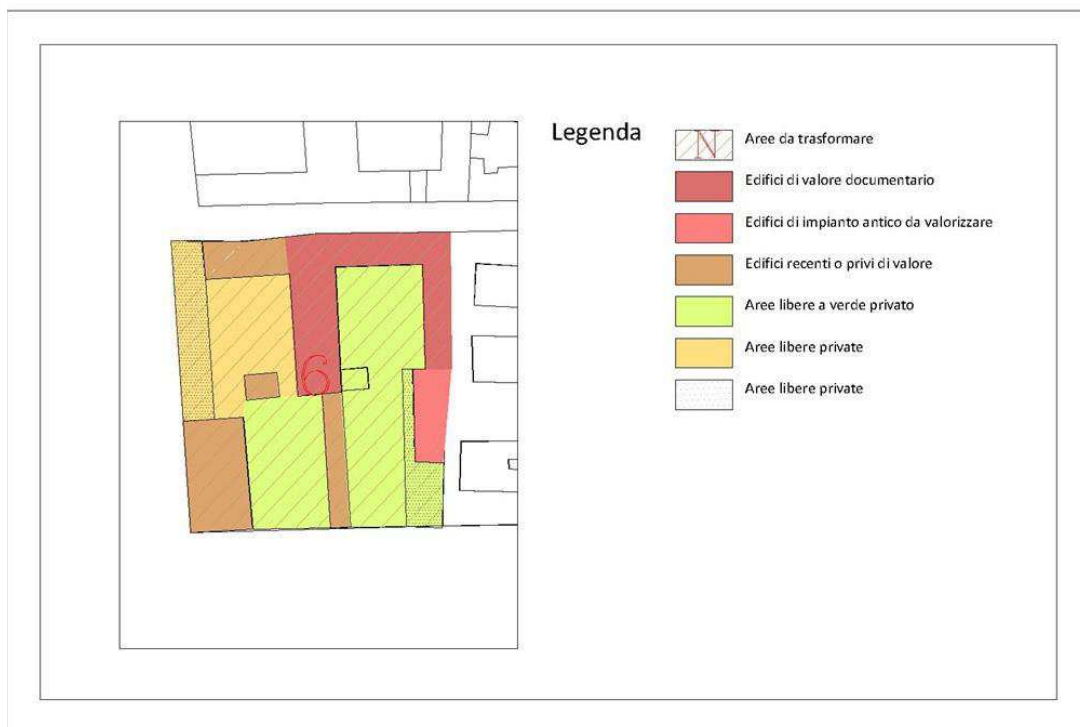 Legenda
N
Aree da trasformare
Edifici di valore documentario
Edifici di impianto antico da valorizzare
Edifici recenti o privi di valore
Aree libere a verde privato
Aree libere private
Aree libere private
6